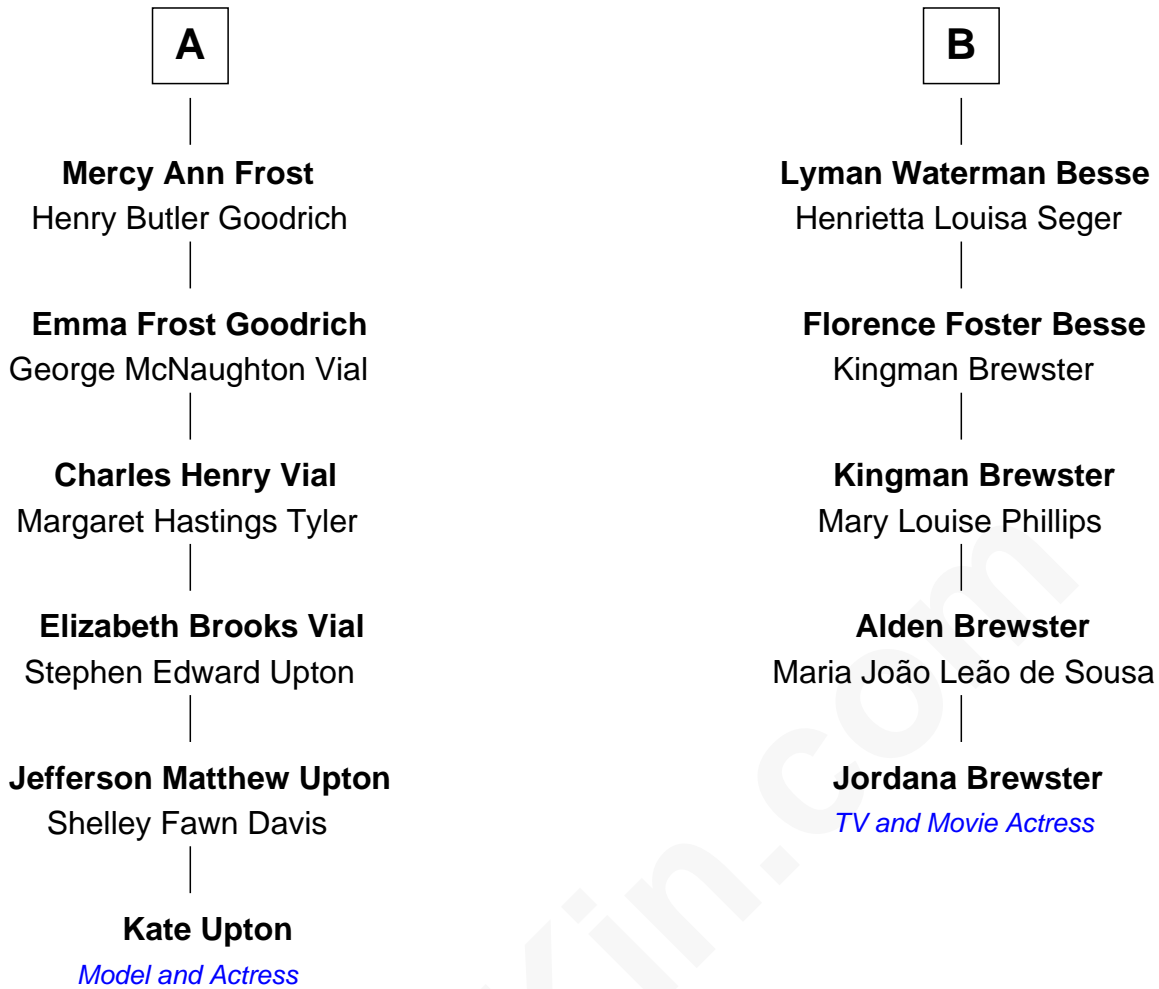 A
Mercy Ann Frost
Henry Butler Goodrich
Emma Frost Goodrich
George McNaughton Vial
Charles Henry Vial
Margaret Hastings Tyler
Elizabeth Brooks Vial
Stephen Edward Upton
Jefferson Matthew Upton
Shelley Fawn Davis
Kate Upton
Model and Actress
B
Lyman Waterman Besse
Henrietta Louisa Seger
Florence Foster Besse
Kingman Brewster
Kingman Brewster
Mary Louise Phillips
Alden Brewster
Maria João Leão de Sousa
Jordana Brewster
TV and Movie Actress
Kin.com